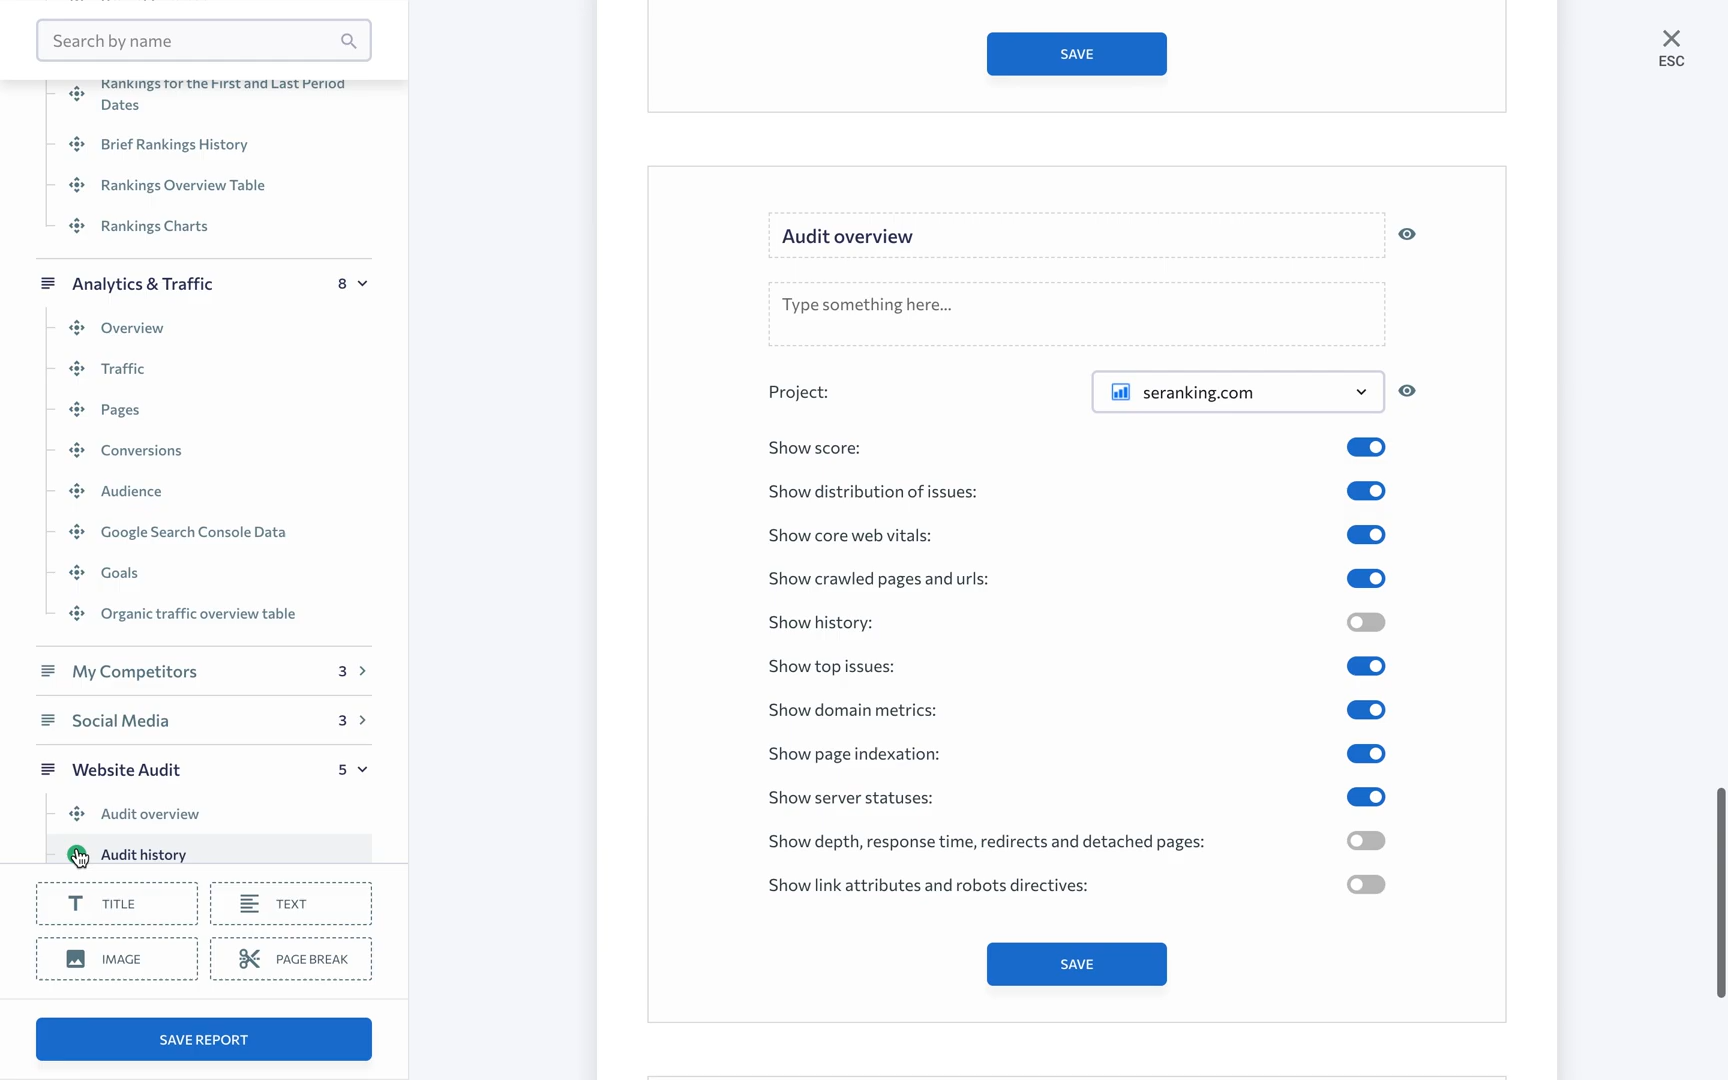 Search by name
Rankings for the First and Last Period
Dates
Brief Rankings History
Rankings Overview Table
Rankings Charts
Analytics & Traffic 8
Overview
Traffic
Pages
Conversions
Audience
Google Search Console Data
Goals
Organic traffic overview table
My Competitors 3
Social Media 3
Website Audit 5
Audit overview
Audit history
TITLE
TEXT
IMAGE
PAGE BREAK
SAVE REPORT
SAVE
Audit overview
Type something here...
Project: seranking.com
Show score:
Show distribution of issues:
Show core web vitals:
Show crawled pages and urls:
Show history:
Show top issues:
Show domain metrics:
Show page indexation:
Show server statuses:
Show depth, response time, redirects and detached pages:
Show link attributes and robots directives:
SAVE
ESC